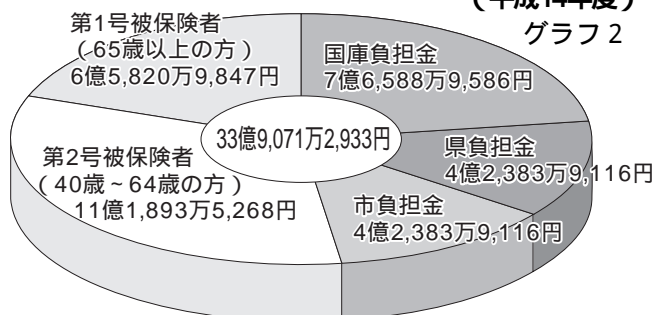 (平成14年度)
グラフ2
第1号被保険者
(65歳以上の方)
6億5,820万9,847円
国庫負担金
7億6,588万9,586円
33億9,071万2,933円
県負担金
4億2,383万9,116円
第2号被保険者
(40歳~64歳の方)
11億1,893万5,268円
市負担金
4億2,383万9,116円